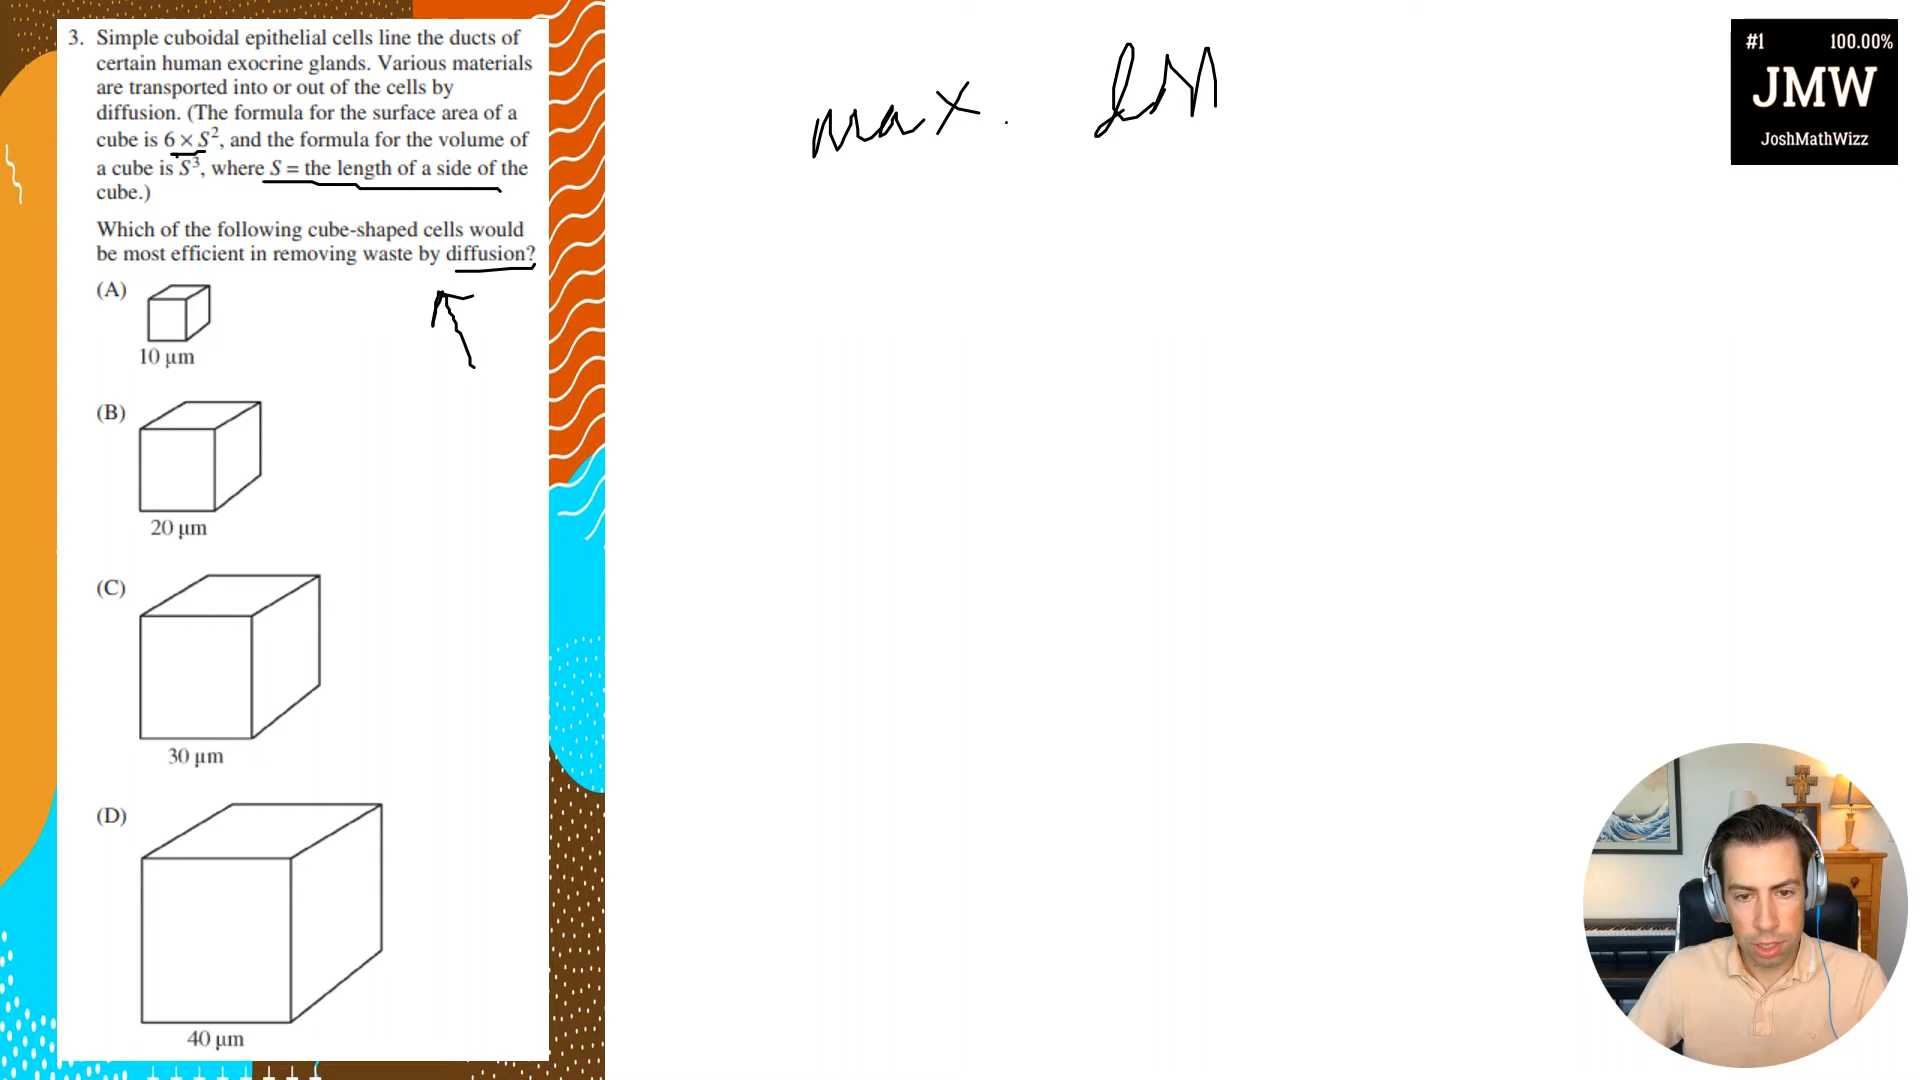 3. Simple cuboidal epithelial cells line the ducts of
certain human exocrine glands. Various materials
are transported into or out of the cells by
diffusion. (The formula for the surface area of a
cube is 6 × S², and the formula for the volume of
a cube is S³, where S = the length of a side of the
cube.)
Which of the following cube-shaped cells would
be most efficient in removing waste by diffusion?
(A)
10 µm
(B)
20 µm
(C)
30 µm
(D)
40 µm
max.
#1 100.00%
JMW
JoshMathWizz